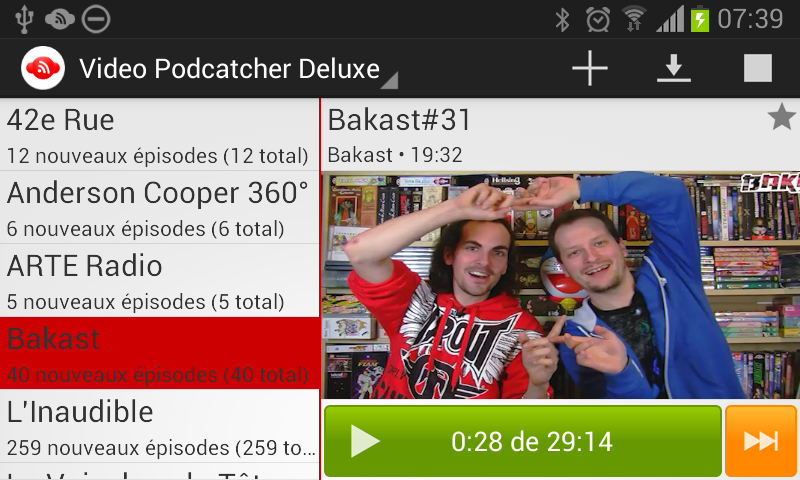 07:39
Video Podcatcher Deluxe
42e Rue
12 nouveaux épisodes (12 total)
Anderson Cooper 360°
6 nouveaux épisodes (6 total)
ARTE Radio
5 nouveaux épisodes (5 total)
Bakast
40 nouveaux épisodes (40 total)
L'Inaudible
259 nouveaux épisodes (259 to...
Bakast#31
Bakast • 19:32
Hellsing
TAPOUT
0:28 de 29:14